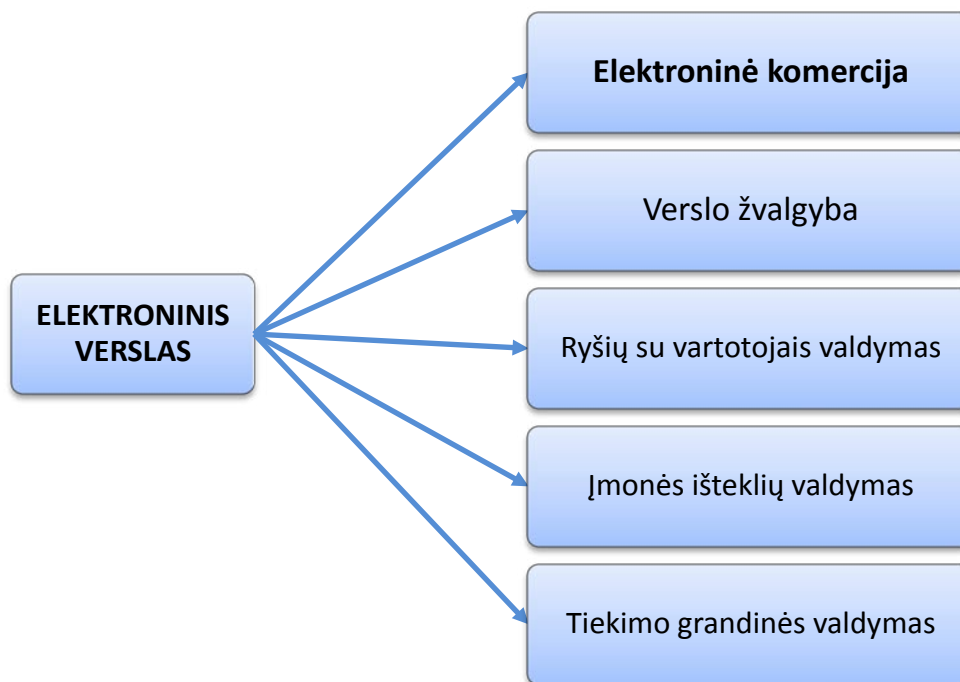 Elektroninė komercija
Verslo žvalgyba
ELEKTRONINIS
VERSLAS
Ryšių su vartotojais valdymas
Įmonės išteklių valdymas
Tiekimo grandinės valdymas